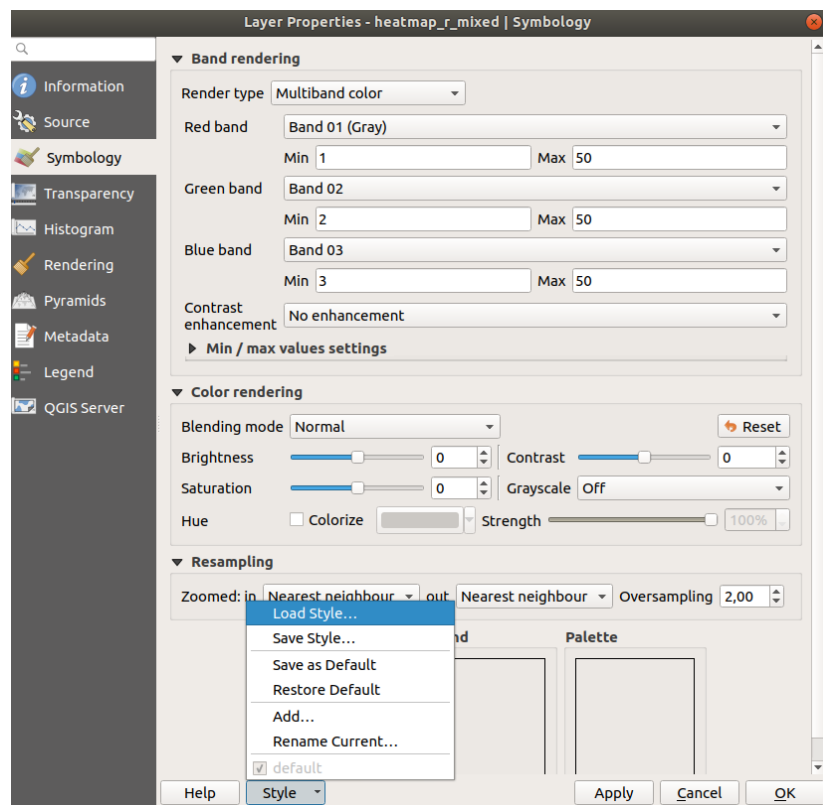 Layer Properties - heatmap_r_mixed | Symbology
Information
Source
Symbology
Transparency
Histogram
Rendering
Pyramids
Metadata
Legend
QGIS Server
Band rendering
Render type Multiband color
Red band Band 01 (Gray)
Min 1 Max 50
Green band Band 02
Min 2 Max 50
Blue band Band 03
Min 3 Max 50
Contrast
enhancement No enhancement
Min / max values settings
Color rendering
Blending mode Normal Reset
Brightness 0 Contrast 0
Saturation 0 Grayscale Off
Hue Colorize Strength 100%
Resampling
Zoomed: in Nearest neighbour out Nearest neighbour Oversampling 2,00
Load Style...
Save Style...
Save as Default
Restore Default
Add...
Rename Current...
default
nd Palette
Help Style Apply Cancel OK